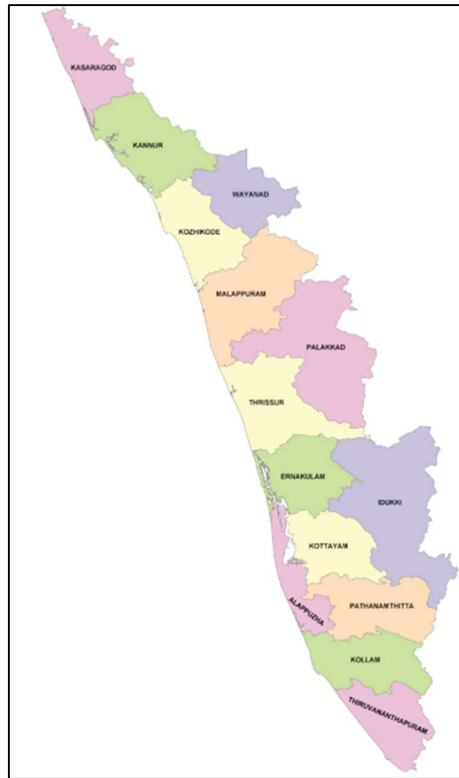 KASARAGOD
KANNUR
WAYANAD
KOZHIKODE
MALAPPURAM
PALAKKAD
THRISSUR
ERNAKULAM
IDUKKI
KOTTAYAM
ALAPPUZHA
PATHANAMTHITTA
KOLLAM
THIRUVANANTHAPURAM